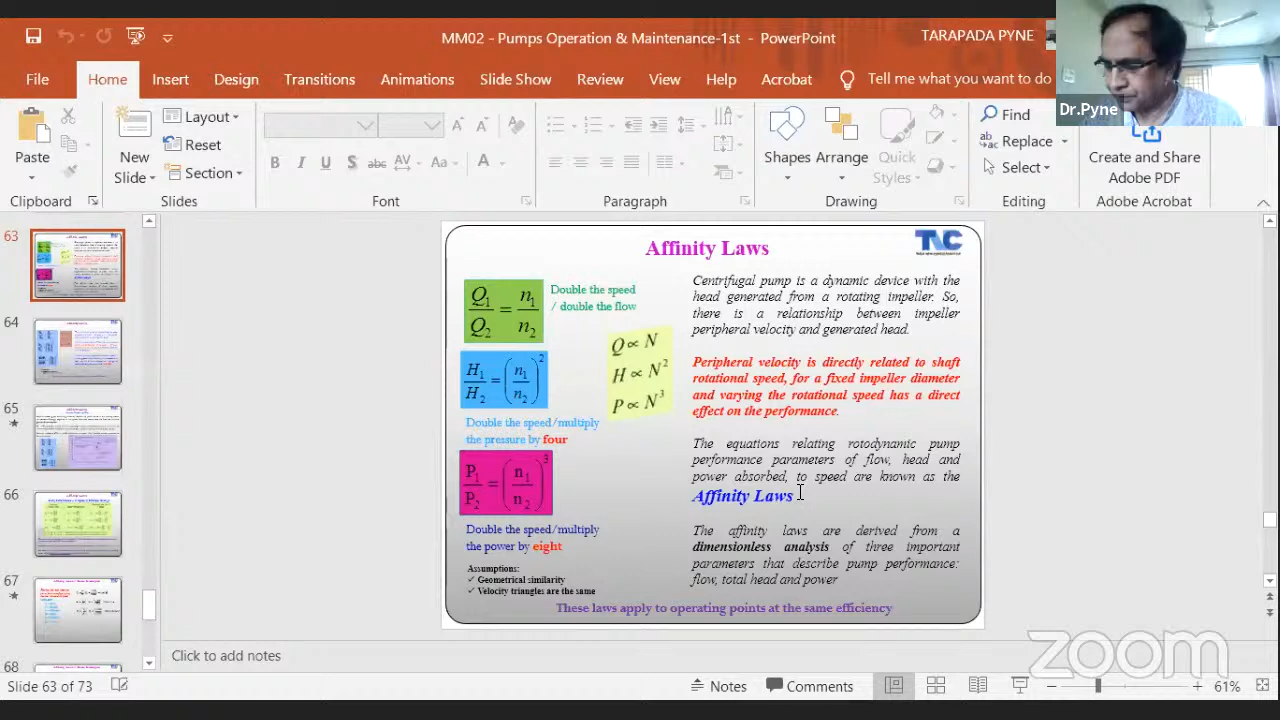 MM02 - Pumps Operation & Maintenance-1st - PowerPoint
TARAPADA PYNE
File
Home
Insert
Design
Transitions
Animations
Slide Show
Review
View
Help
Acrobat
Tell me what you want to do
Dr.Pyne
Paste
New
Slide
Layout
Reset
Section
Shapes
Arrange
Quick
Styles
Find
Replace
Select
Create and Share
Adobe PDF
Clipboard
Slides
Font
Paragraph
Drawing
Editing
Adobe Acrobat
63
64
65
66
67
68
Affinity Laws
TNC
Q1/Q2 = n1/n2
Double the speed
/ double the flow
H1/H2 = (n1/n2)²
Q ∝ N
H ∝ N²
P ∝ N³
Double the speed/multiply
the pressure by four
P1/P2 = (n1/n2)³
Double the speed/multiply
the power by eight
Assumptions:
✓ Geometrical similarity
✓ Velocity triangles are the same
Centrifugal pump is a dynamic device with the
head generated from a rotating impeller. So,
there is a relationship between impeller
peripheral velocity and generated head.
Peripheral velocity is directly related to shaft
rotational speed, for a fixed impeller diameter
and varying the rotational speed has a direct
effect on the performance.
The equations relating rotodynamic pump
performance parameters of flow, head and
power absorbed, to speed are known as the
Affinity Laws
The affinity laws are derived from a
dimensionless analysis of three important
parameters that describe pump performance:
flow, total head and power
These laws apply to operating points at the same efficiency
Click to add notes
zoom
Slide 63 of 73
Notes
Comments
61%